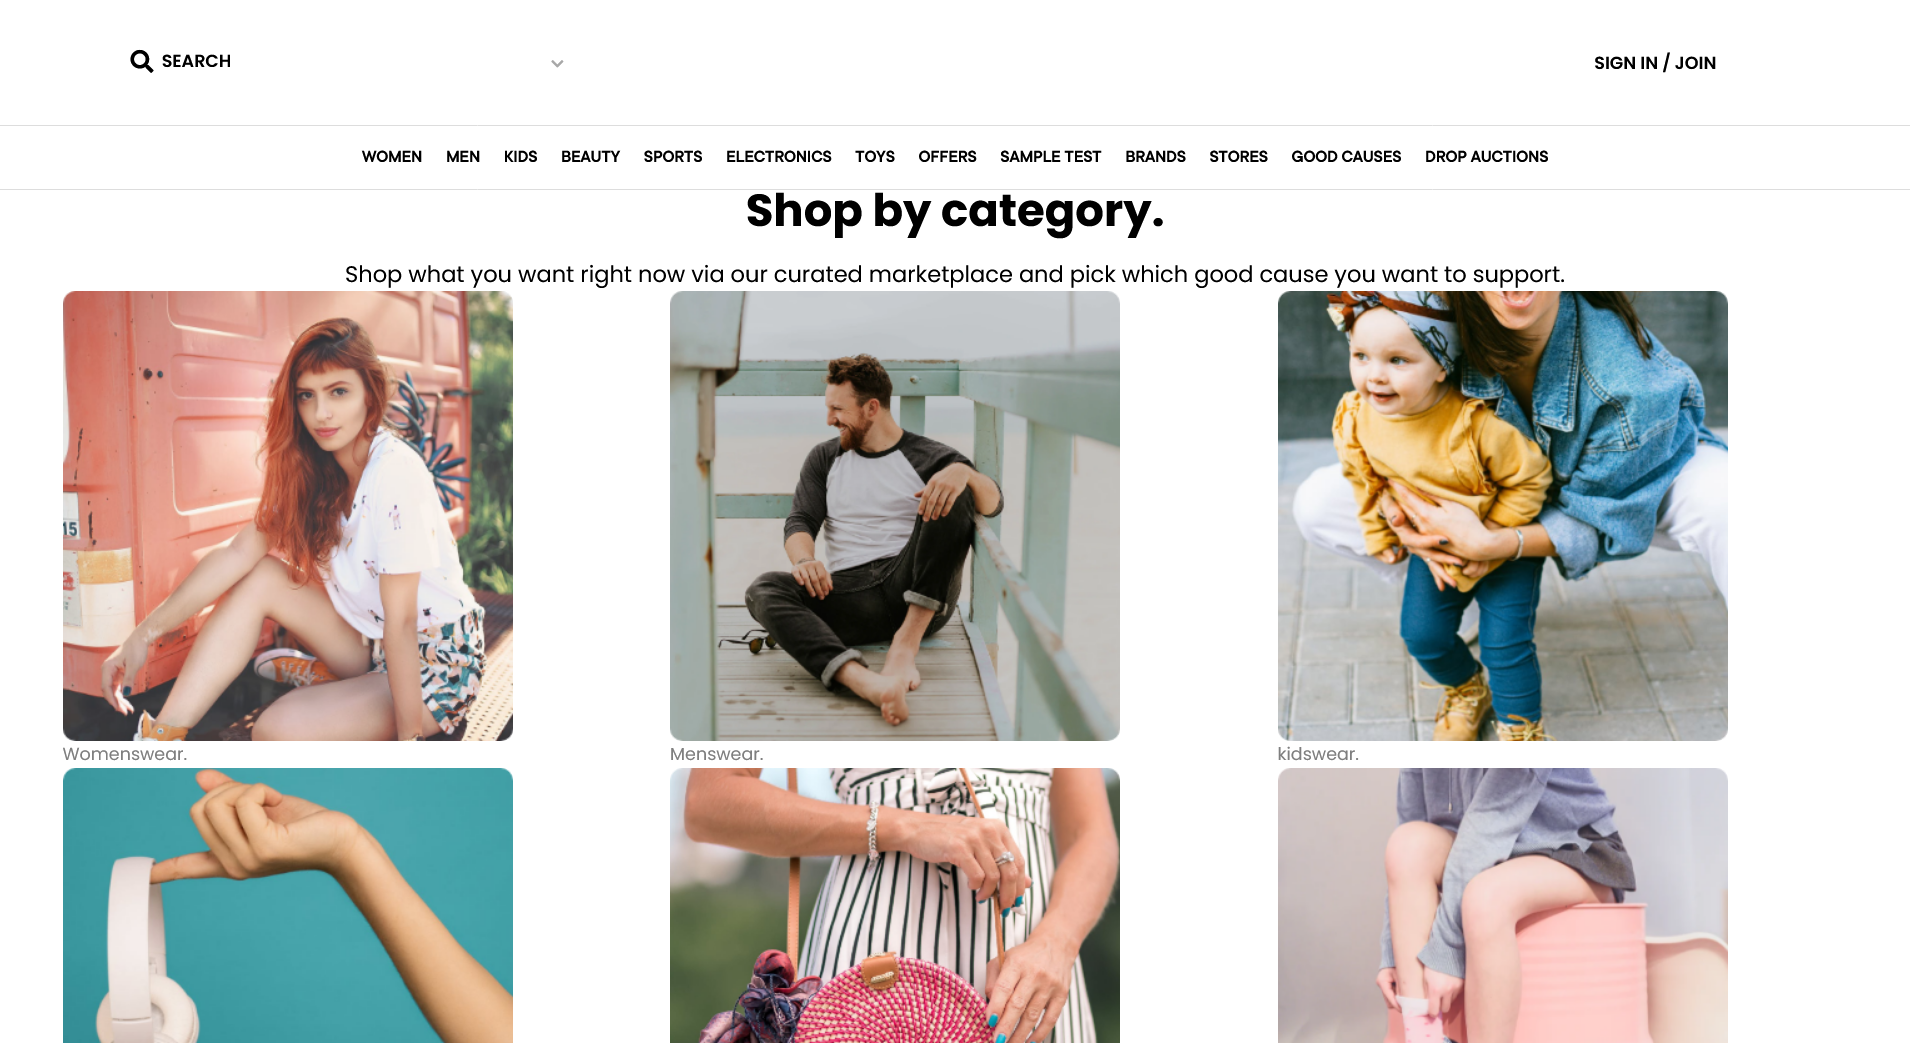 SEARCH
SIGN IN / JOIN
WOMEN MEN KIDS BEAUTY SPORTS ELECTRONICS TOYS OFFERS SAMPLE TEST BRANDS STORES GOOD CAUSES DROP AUCTIONS
Shop by category.
Shop what you want right now via our curated marketplace and pick which good cause you want to support.
15
Womenswear.
Menswear.
kidswear.